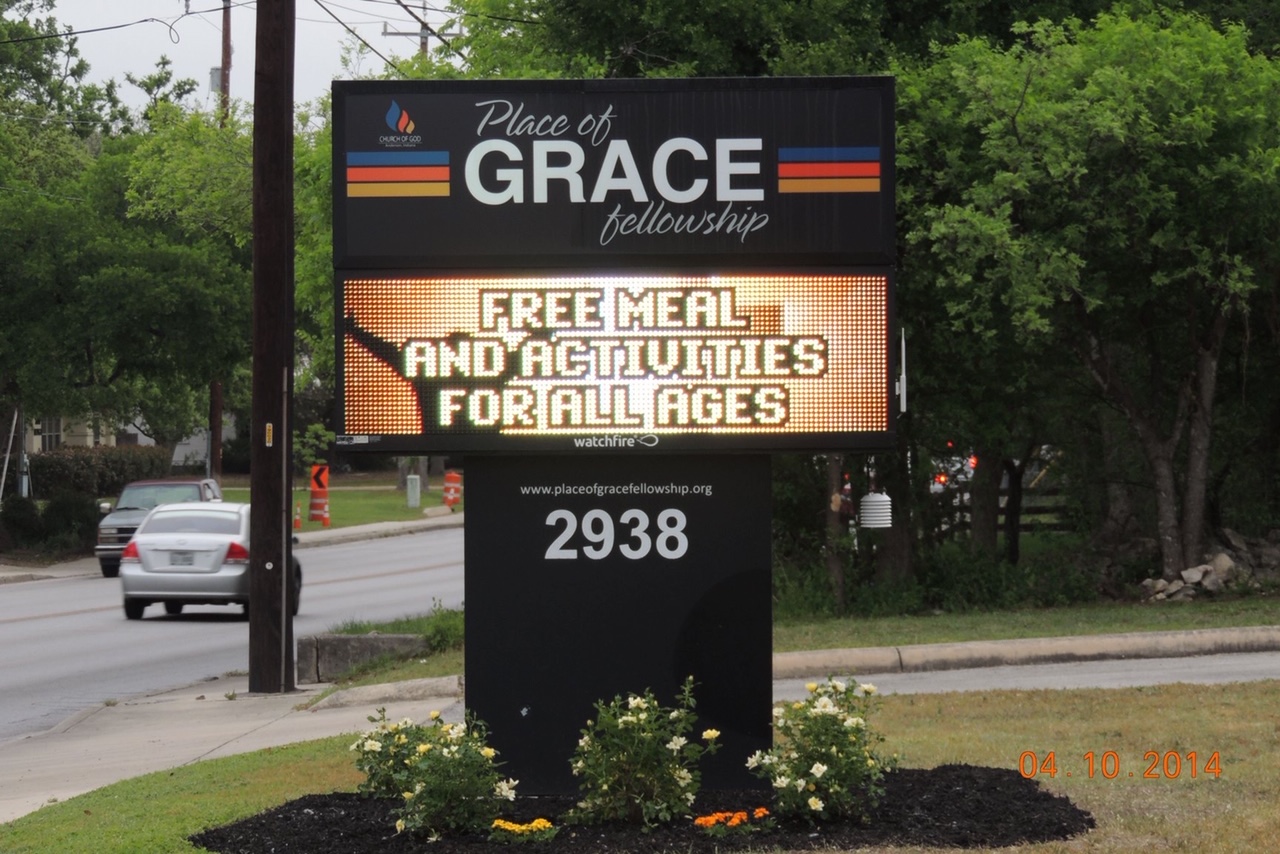 CHURCH OF GOD
Place of
GRACE
fellowship
FREE MEAL
AND ACTIVITIES
FOR ALL AGES
watchfire
www.placeofgracefellowship.org
2938
04.10.2014